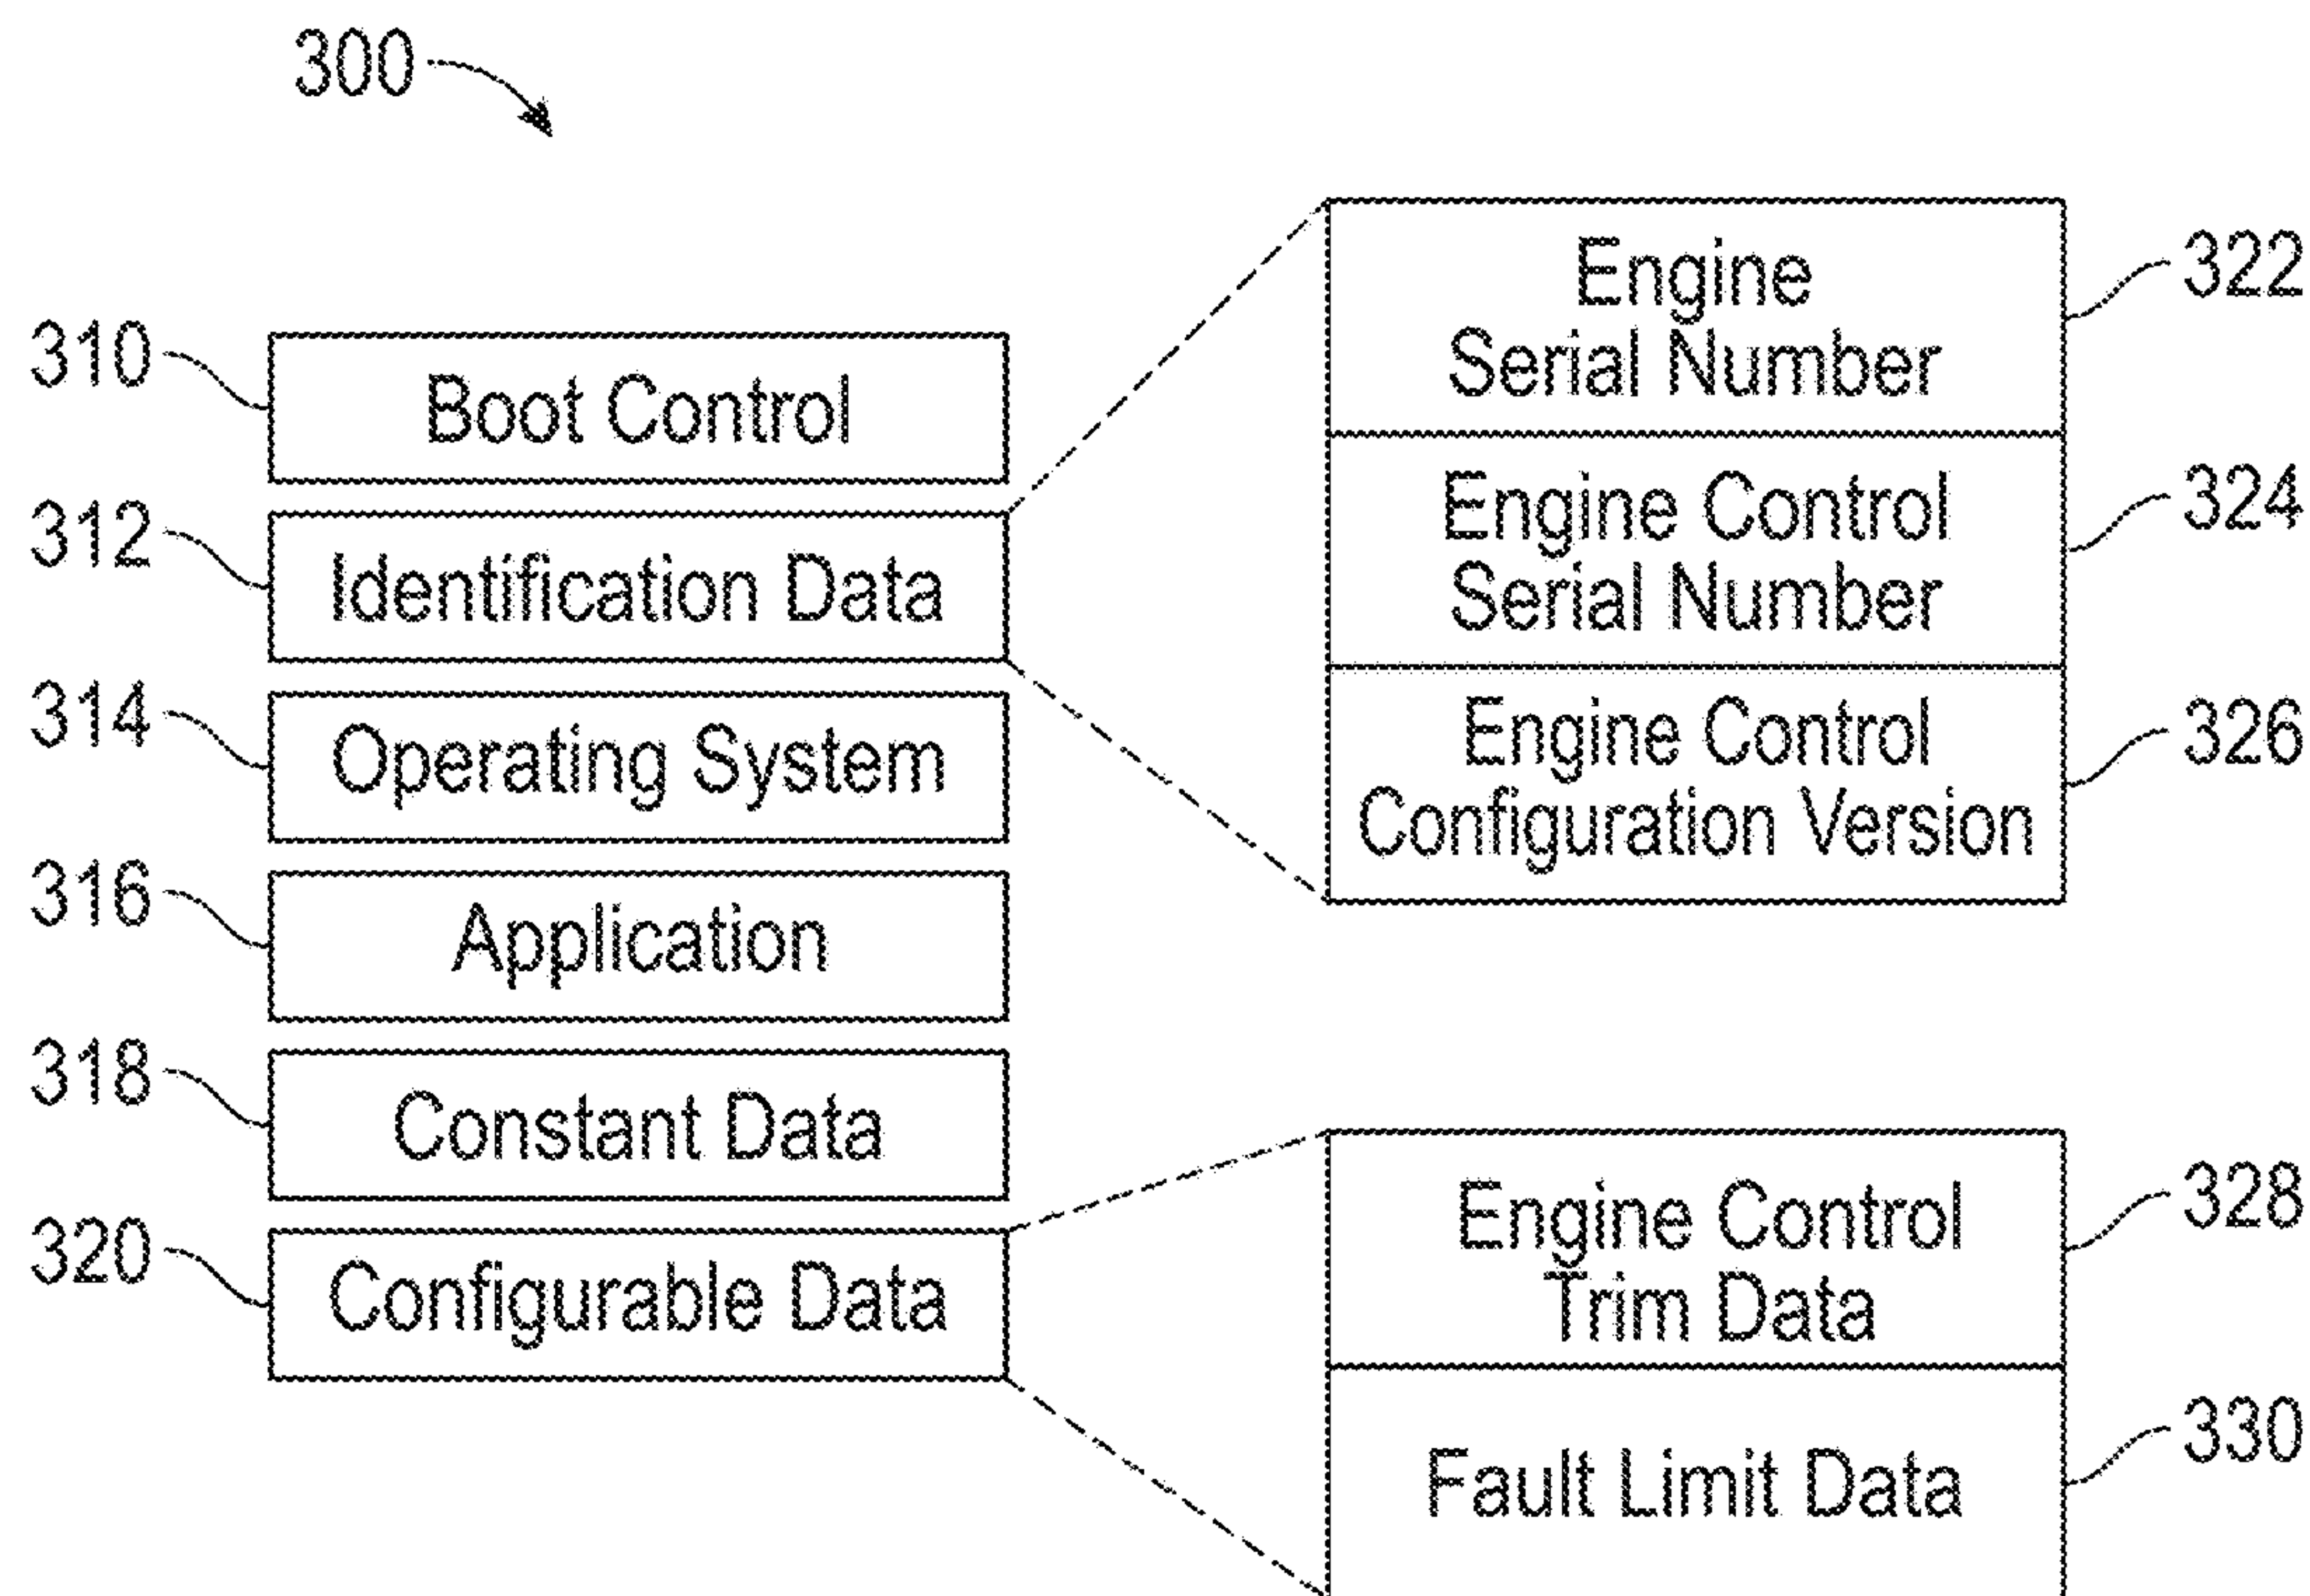 300
310
Boot Control
312
Identification Data
314
Operating System
316
Application
318
Constant Data
320
Configurable Data
Engine
Serial Number
322
Engine Control
Serial Number
324
Engine Control
Configuration Version
326
Engine Control
Trim Data
328
Fault Limit Data
330